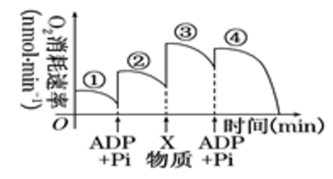 O₂消耗速率
(nmol·min⁻¹)
① ② ③ ④
O
时间(min)
ADP
+Pi
X
物质
ADP
+Pi